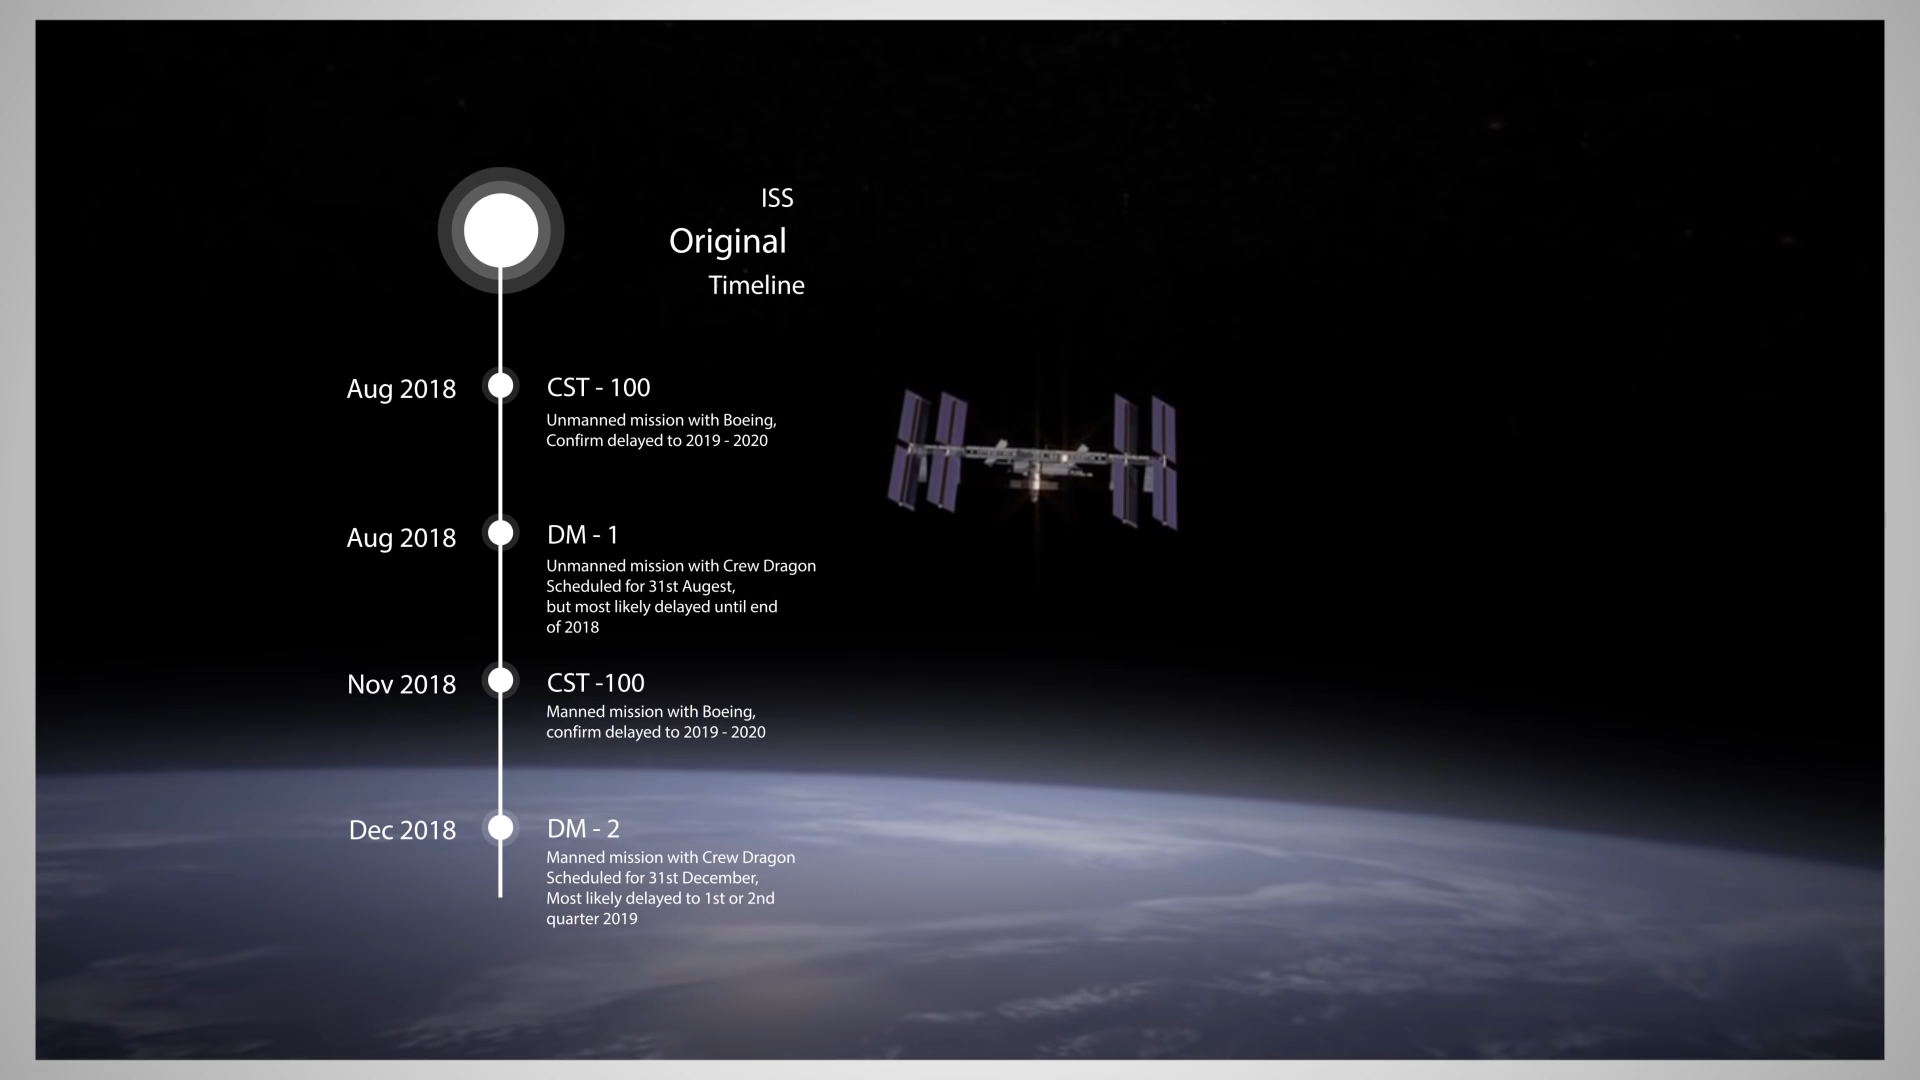 ISS
Original
Timeline
Aug 2018
CST - 100
Unmanned mission with Boeing,
Confirm delayed to 2019 - 2020
Aug 2018
DM - 1
Unmanned mission with Crew Dragon
Scheduled for 31st Augest,
but most likely delayed until end
of 2018
Nov 2018
CST -100
Manned mission with Boeing,
confirm delayed to 2019 - 2020
Dec 2018
DM - 2
Manned mission with Crew Dragon
Scheduled for 31st December,
Most likely delayed to 1st or 2nd
quarter 2019